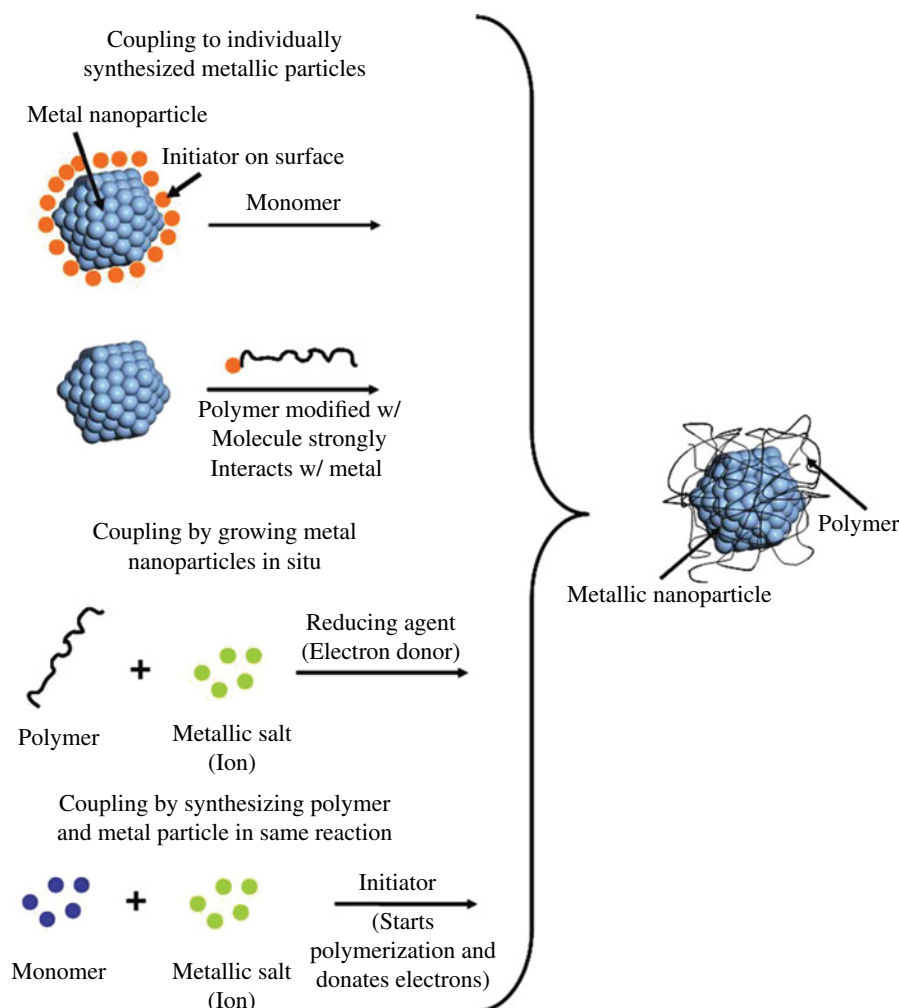 Coupling to individually
synthesized metallic particles
Metal nanoparticle
Initiator on surface
Monomer
Polymer modified w/
Molecule strongly
Interacts w/ metal
Coupling by growing metal
nanoparticles in situ
Reducing agent
(Electron donor)
+
Polymer
Metallic salt
(Ion)
Coupling by synthesizing polymer
and metal particle in same reaction
Initiator
+
(Starts
polymerization and
donates electrons)
Monomer
Metallic salt
(Ion)
Polymer
Metallic nanoparticle